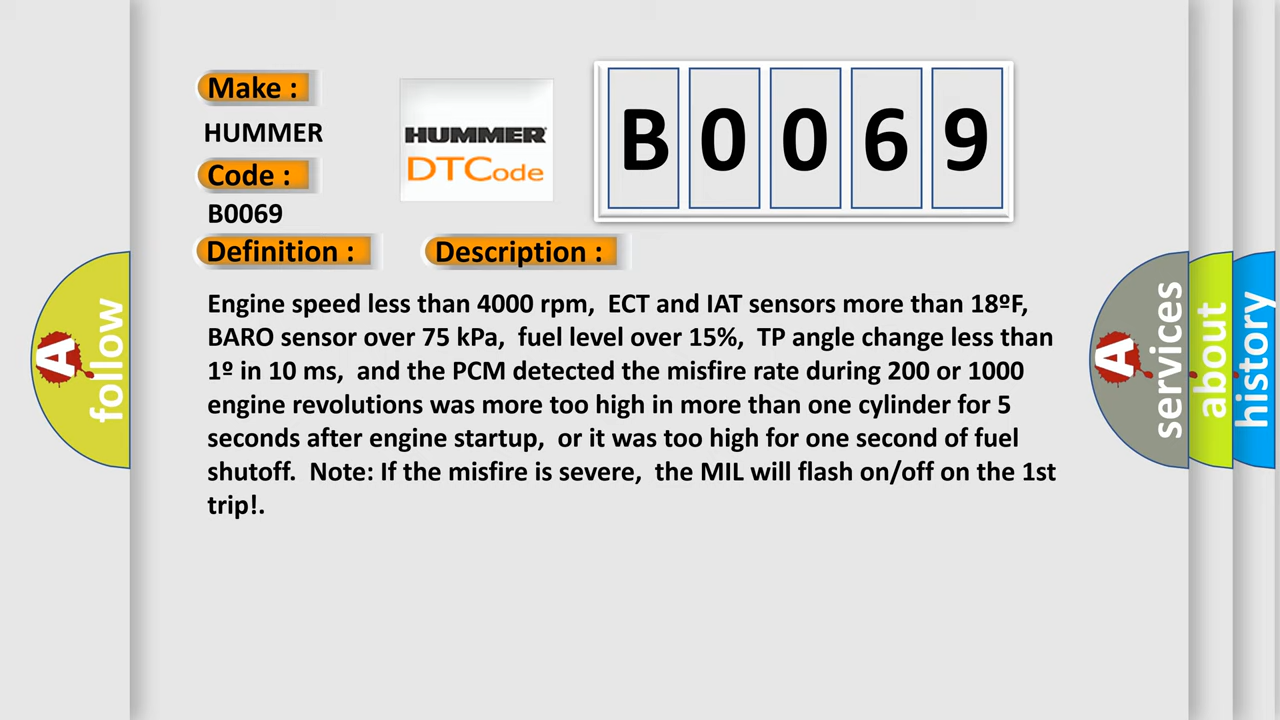 Make :
HUMMER
Code :
B0069
HUMMER
DTCode
B0069
Definition :
Description :
Engine speed less than 4000 rpm, ECT and IAT sensors more than 18ºF,
BARO sensor over 75 kPa, fuel level over 15%, TP angle change less than
1º in 10 ms, and the PCM detected the misfire rate during 200 or 1000
engine revolutions was more too high in more than one cylinder for 5
seconds after engine startup, or it was too high for one second of fuel
shutoff. Note: If the misfire is severe, the MIL will flash on/off on the 1st
trip!.
A follow
A services
about
history